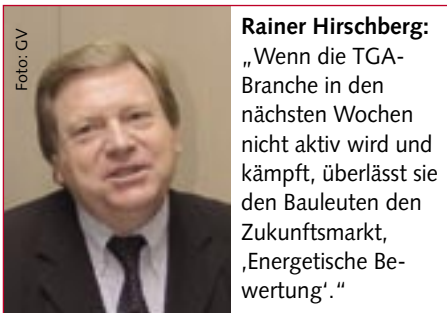 Foto: GV
Rainer Hirschberg:
„Wenn die TGA-
Branche in den
nächsten Wochen
nicht aktiv wird und
kämpft, überlässt sie
den Bauleuten den
Zukunftsmarkt,
‚Energetische Be-
wertung‘.“